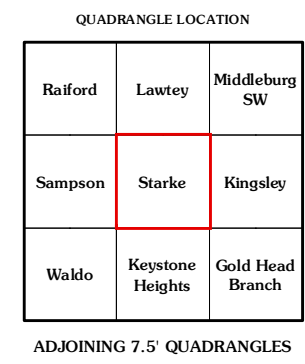 QUADRANGLE LOCATION
Raiford
Lawtey
Middleburg
SW
Sampson
Starke
Kingsley
Waldo
Keystone
Heights
Gold Head
Branch
ADJOINING 7.5' QUADRANGLES